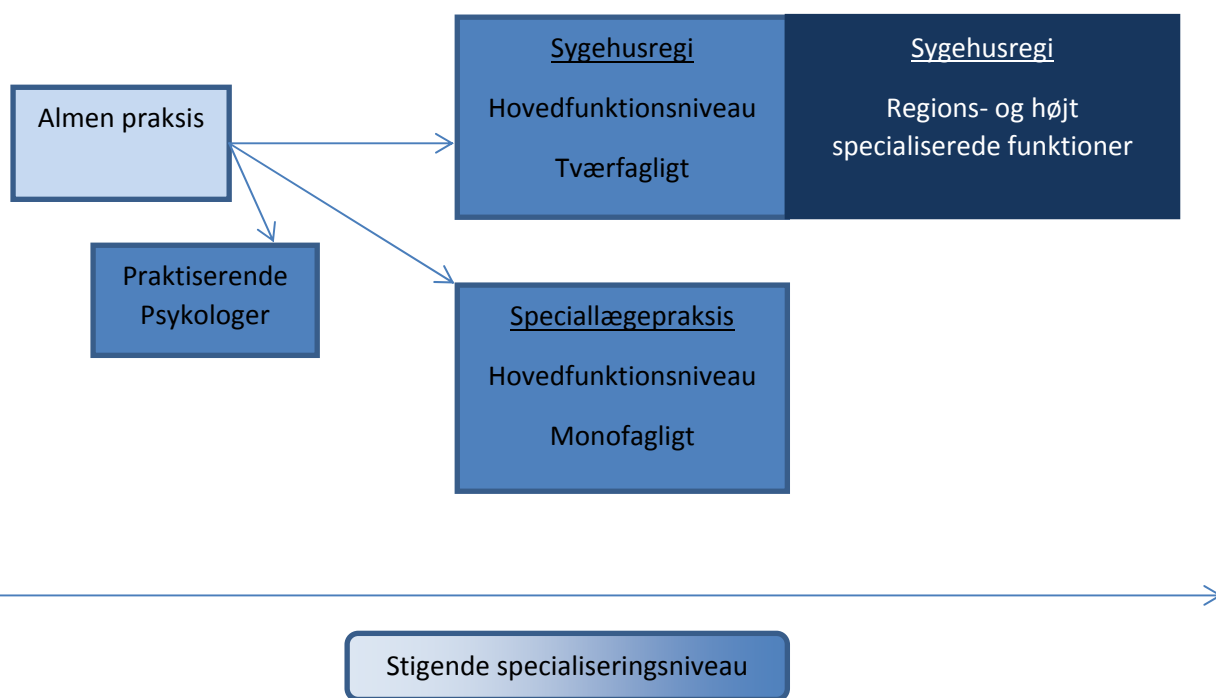 Almen praksis
Sygehusregi
Hovedfunktionsniveau
Tværfagligt
Sygehusregi
Regions- og højt
specialiserede funktioner
Praktiserende
Psykologer
Speciallægepraksis
Hovedfunktionsniveau
Monofagligt
Stigende specialiseringsniveau